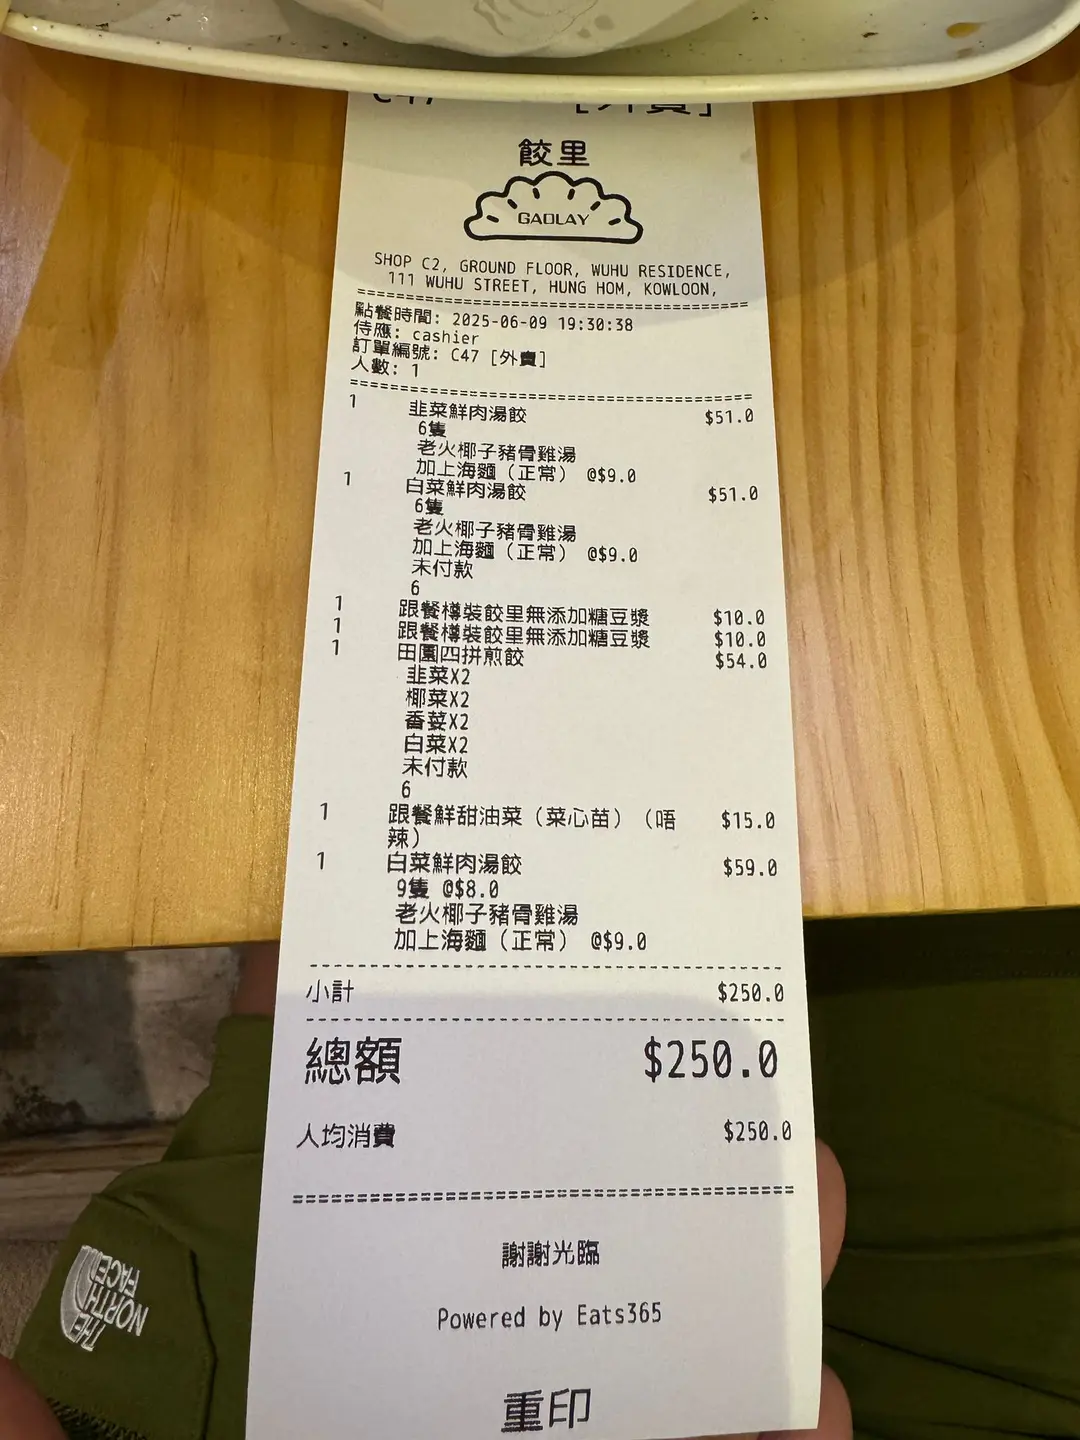 C47 [外賣]
餃里
GAOLAY
SHOP C2, GROUND FLOOR, WUHU RESIDENCE,
111 WUHU STREET, HUNG HOM, KOWLOON,
點餐時間: 2025-06-09 19:30:38
侍應: cashier
訂單編號: C47 [外賣]
人數: 1
1 韭菜鮮肉湯餃 $51.0
6隻
老火椰子豬骨雞湯
加上海麵（正常） @$9.0
1 白菜鮮肉湯餃 $51.0
6隻
老火椰子豬骨雞湯
加上海麵（正常） @$9.0
未付款
6
1 跟餐樽裝餃里無添加糖豆漿 $10.0
1 跟餐樽裝餃里無添加糖豆漿 $10.0
1 田園四拼煎餃 $54.0
韭菜X2
椰菜X2
番荽X2
白菜X2
未付款
6
1 跟餐鮮甜油菜（菜心苗）（唔 $15.0
辣）
1 白菜鮮肉湯餃 $59.0
9隻 @$8.0
老火椰子豬骨雞湯
加上海麵（正常） @$9.0
小計 $250.0
總額 $250.0
人均消費 $250.0
謝謝光臨
Powered by Eats365
重印
THE
NORTH
FACE